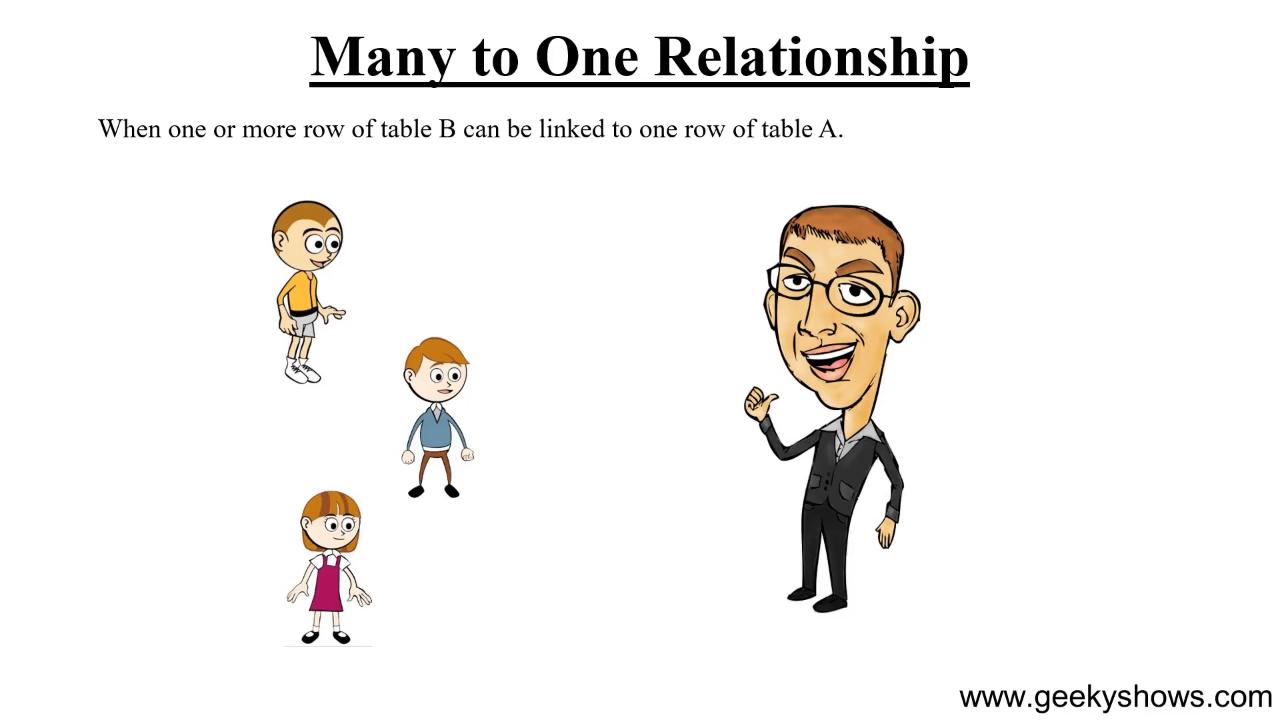 Many to One Relationship
When one or more row of table B can be linked to one row of table A.
www.geekyshows.com